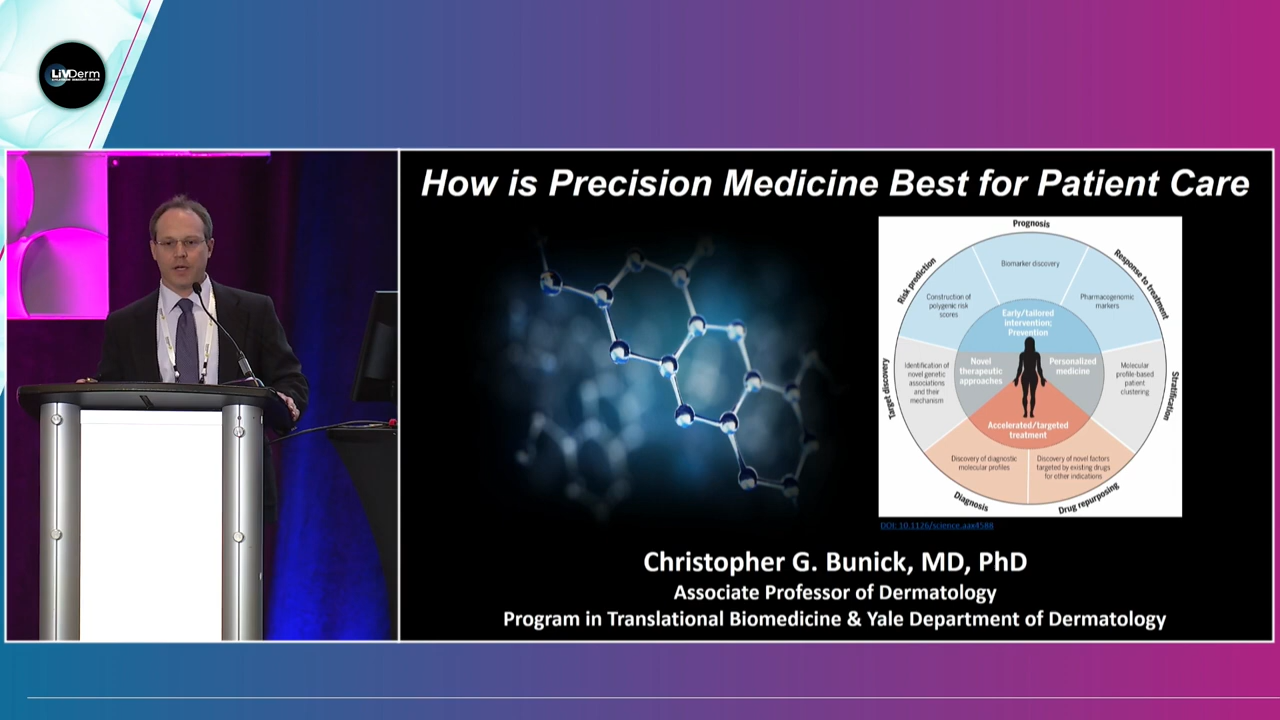 LiVDerm
How is Precision Medicine Best for Patient Care
Prognosis
Risk prediction
Response to treatment
Biomarker discovery
Construction of
polygenic risk
scores
Pharmacogenomic
markers
Early/tailored
intervention;
Prevention
Target discovery
Identification of
novel genetic
associations
and their
mechanism
Novel
therapeutic
approaches
Personalized
medicine
Molecular
profile-based
patient
clustering
Stratification
Accelerated/targeted
treatment
Discovery of diagnostic
molecular profiles
Discovery of novel factors
targeted by existing drugs
for other indications
Diagnosis
Drug repurposing
DOI: 10.1126/science.aax4588
Christopher G. Bunick, MD, PhD
Associate Professor of Dermatology
Program in Translational Biomedicine & Yale Department of Dermatology